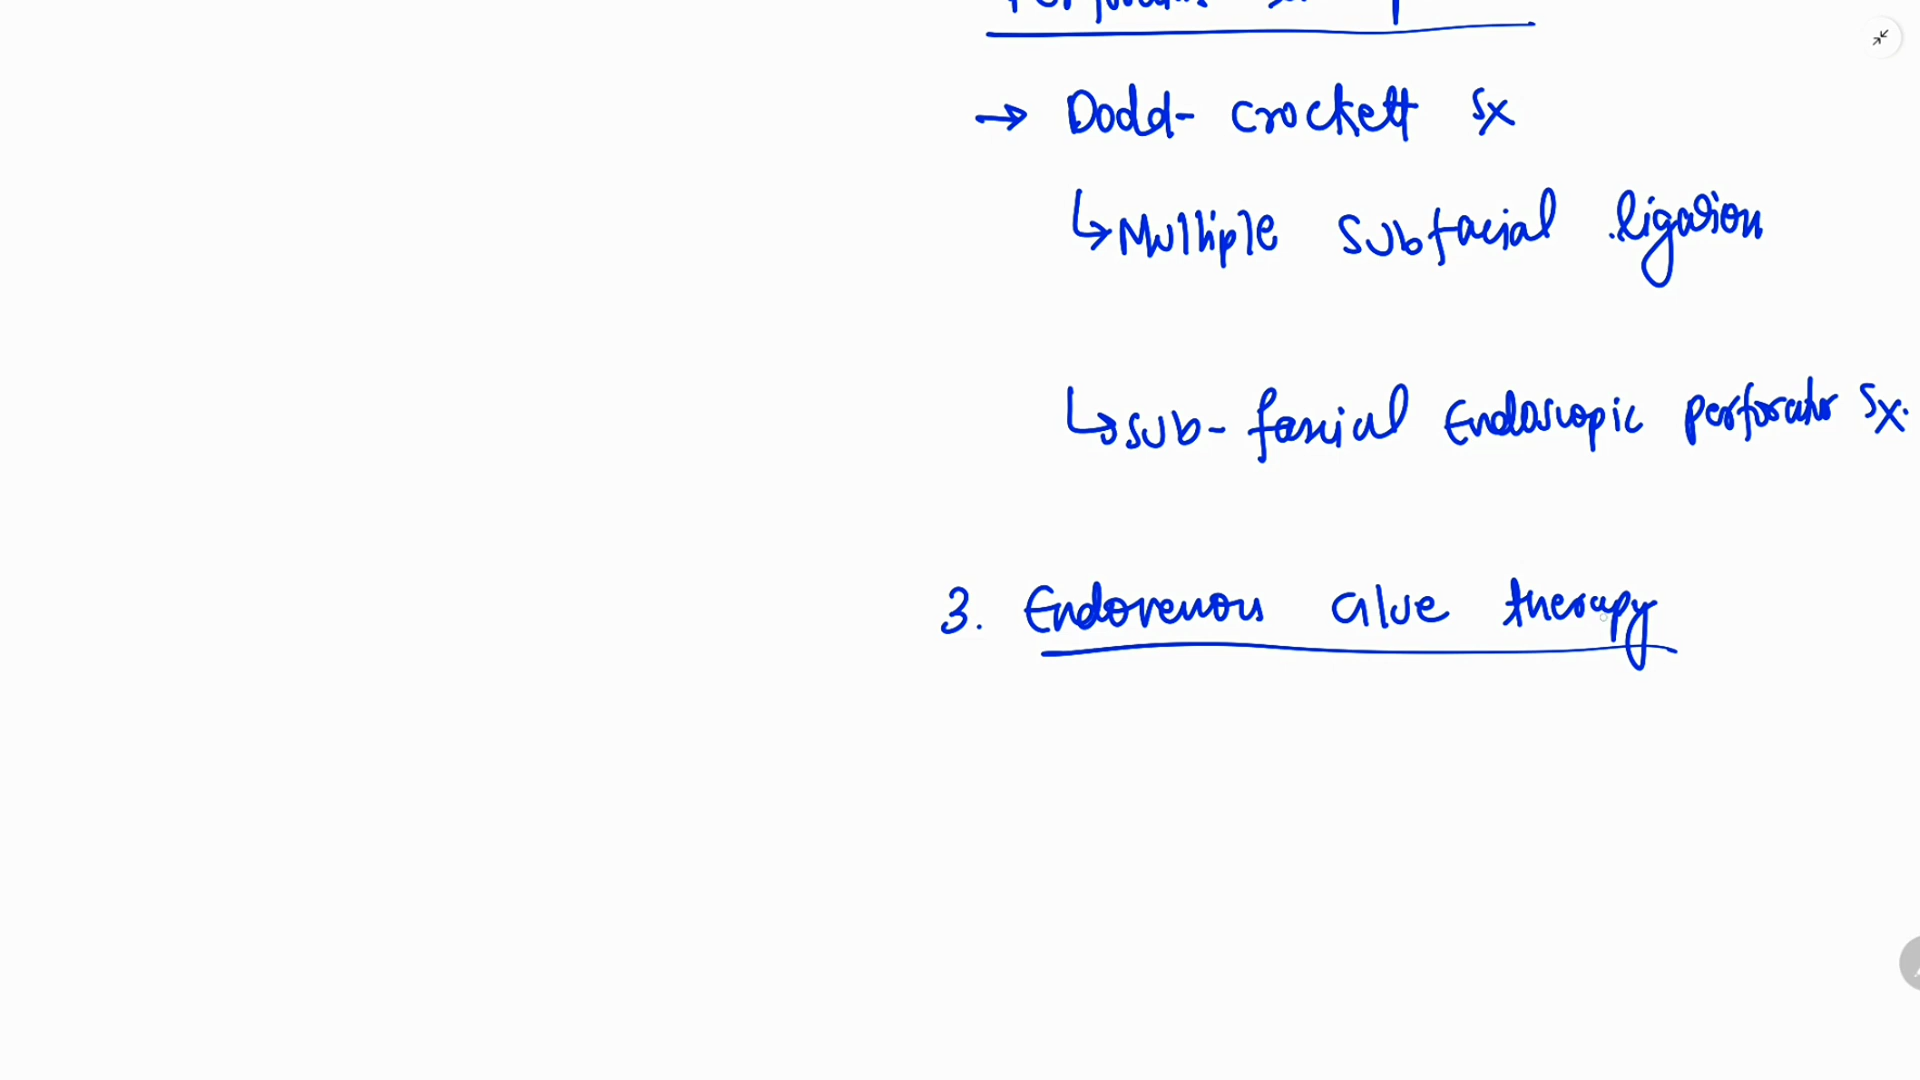 → Dodd- crockett Sx
↳ Multiple subfacial ligation
↳ sub- fascial Endoscopic perforator Sx.
3. Endovenous Glue therapy